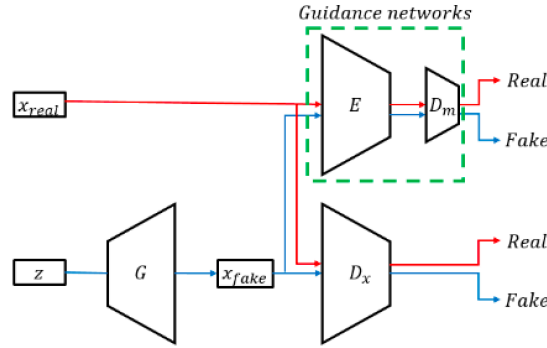 Guidance networks
x_real
E
D_m
Real
Fake
z
G
x_fake
D_x
Real
Fake